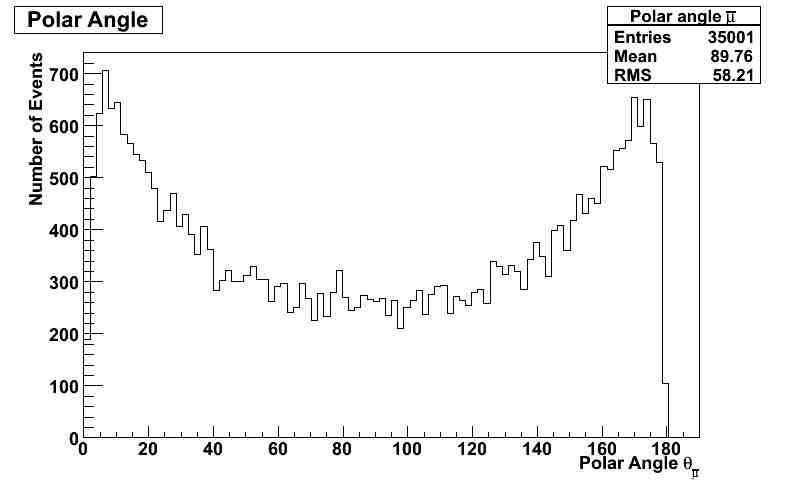 Polar Angle
Polar angle μ̅
Entries 35001
Mean 89.76
RMS 58.21
Number of Events
700
600
500
400
300
200
100
0
0 20 40 60 80 100 120 140 160 180
Polar Angle θμ̅